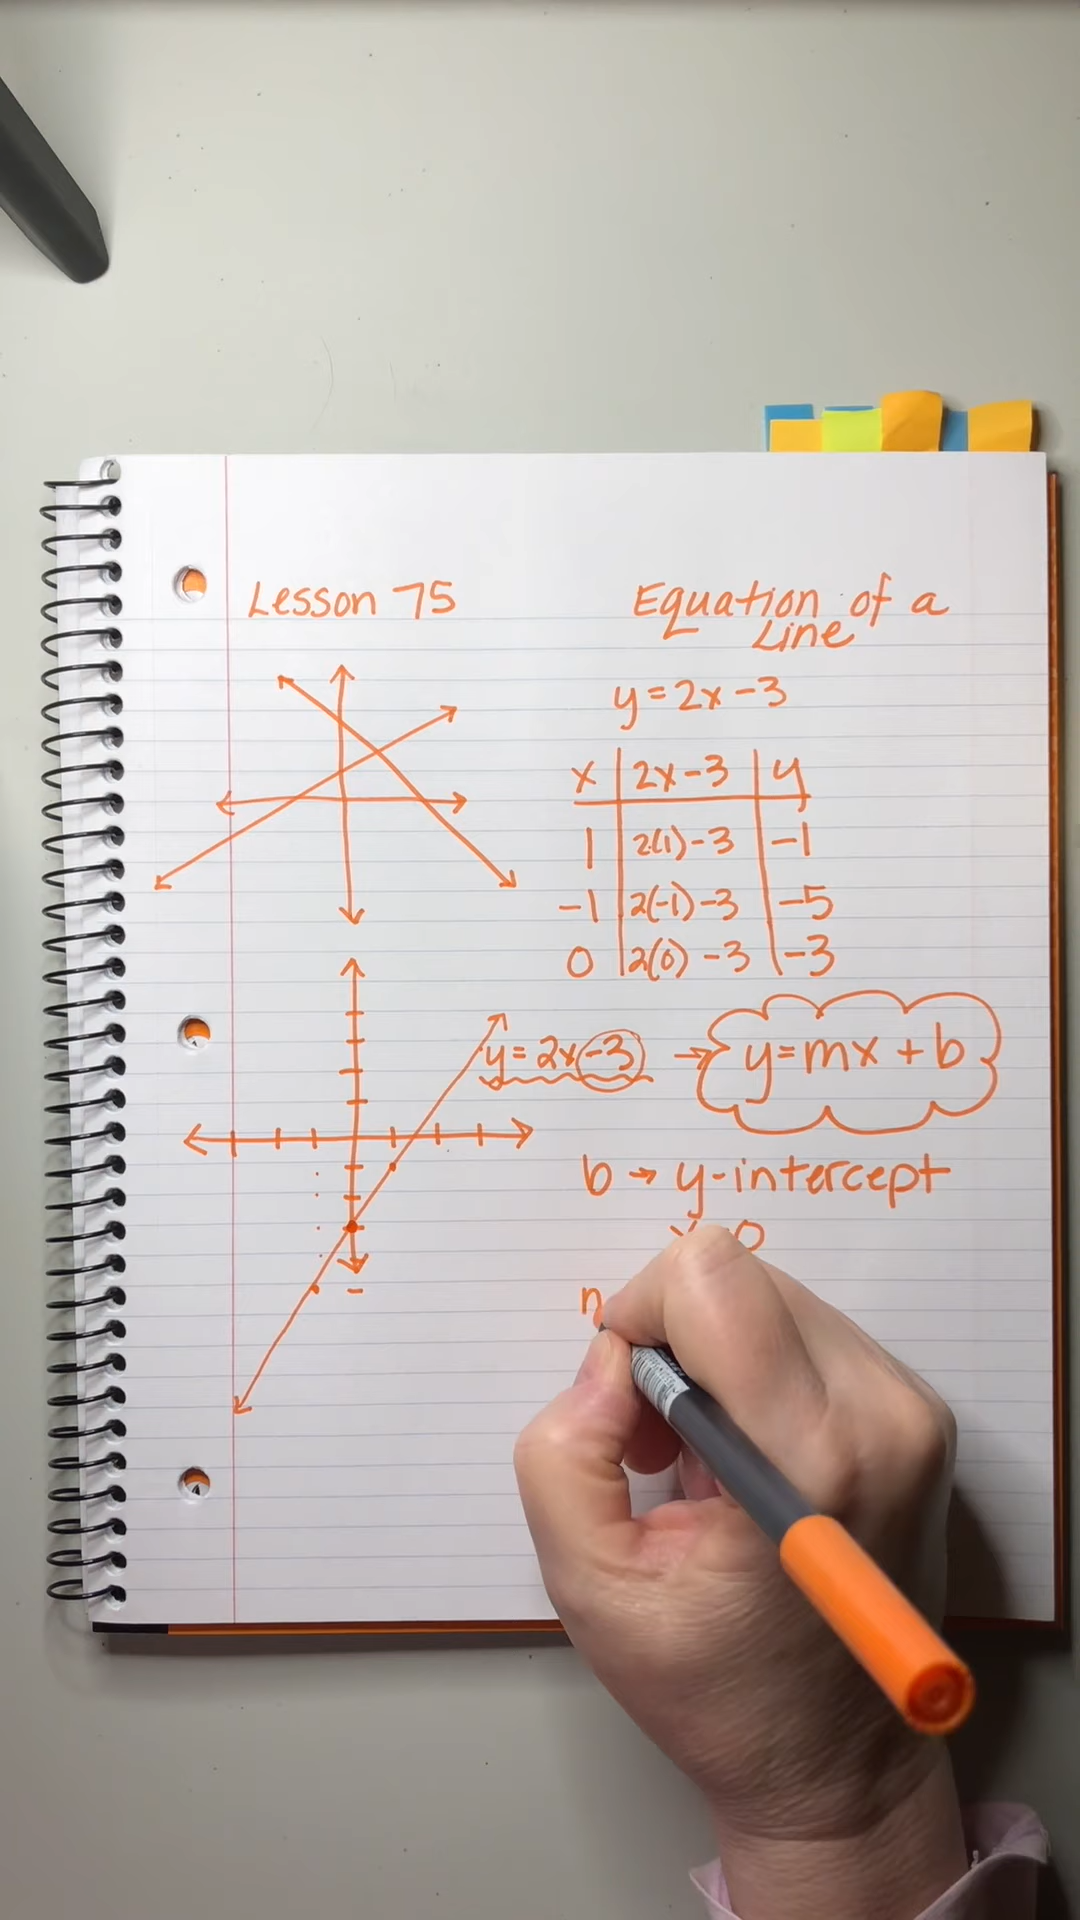 Lesson 75
Equation of a
Line
y = 2x - 3
x | 2x - 3 | y
1 | 2(1) - 3 | -1
-1 | 2(-1) - 3 | -5
0 | 2(0) - 3 | -3
y = 2x - 3 → y = mx + b
b → y-intercept